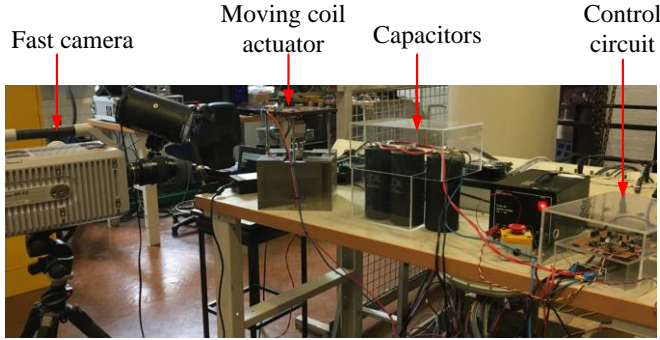 Fast camera
Moving coil
actuator
Capacitors
Control
circuit